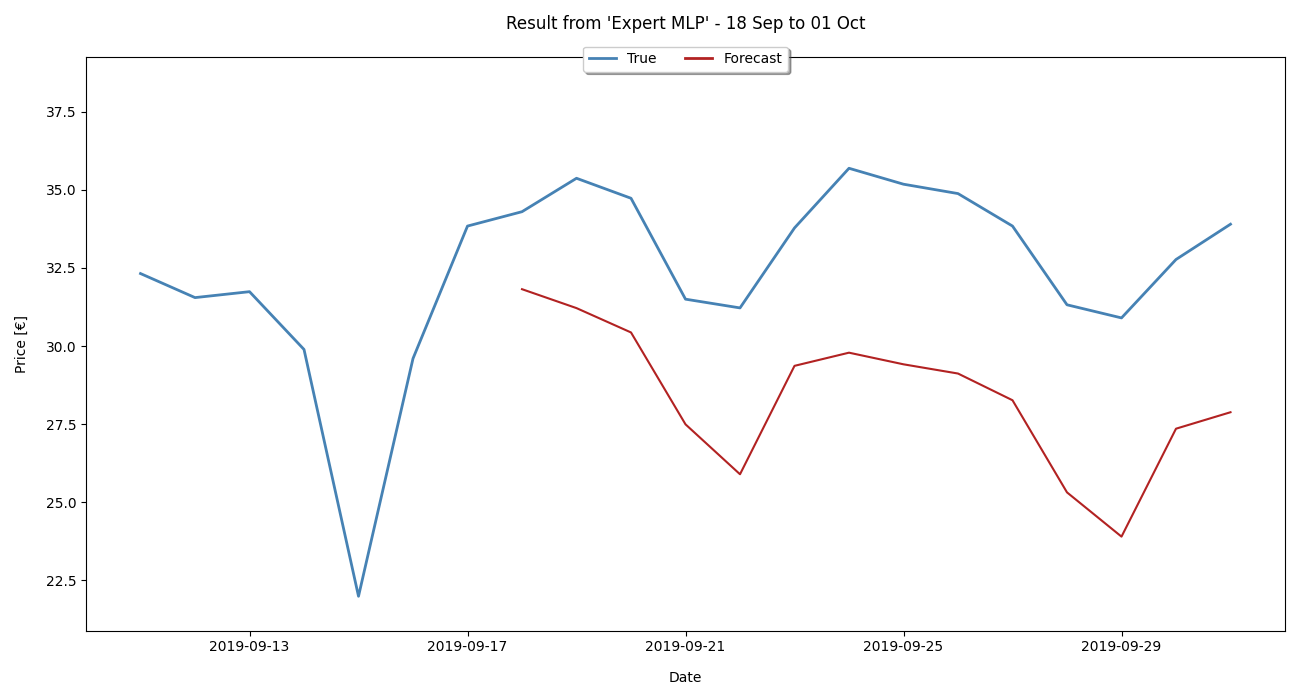 Result from 'Expert MLP' - 18 Sep to 01 Oct
True
Forecast
Price [€]
37.5
35.0
32.5
30.0
27.5
25.0
22.5
2019-09-13
2019-09-17
2019-09-21
2019-09-25
2019-09-29
Date